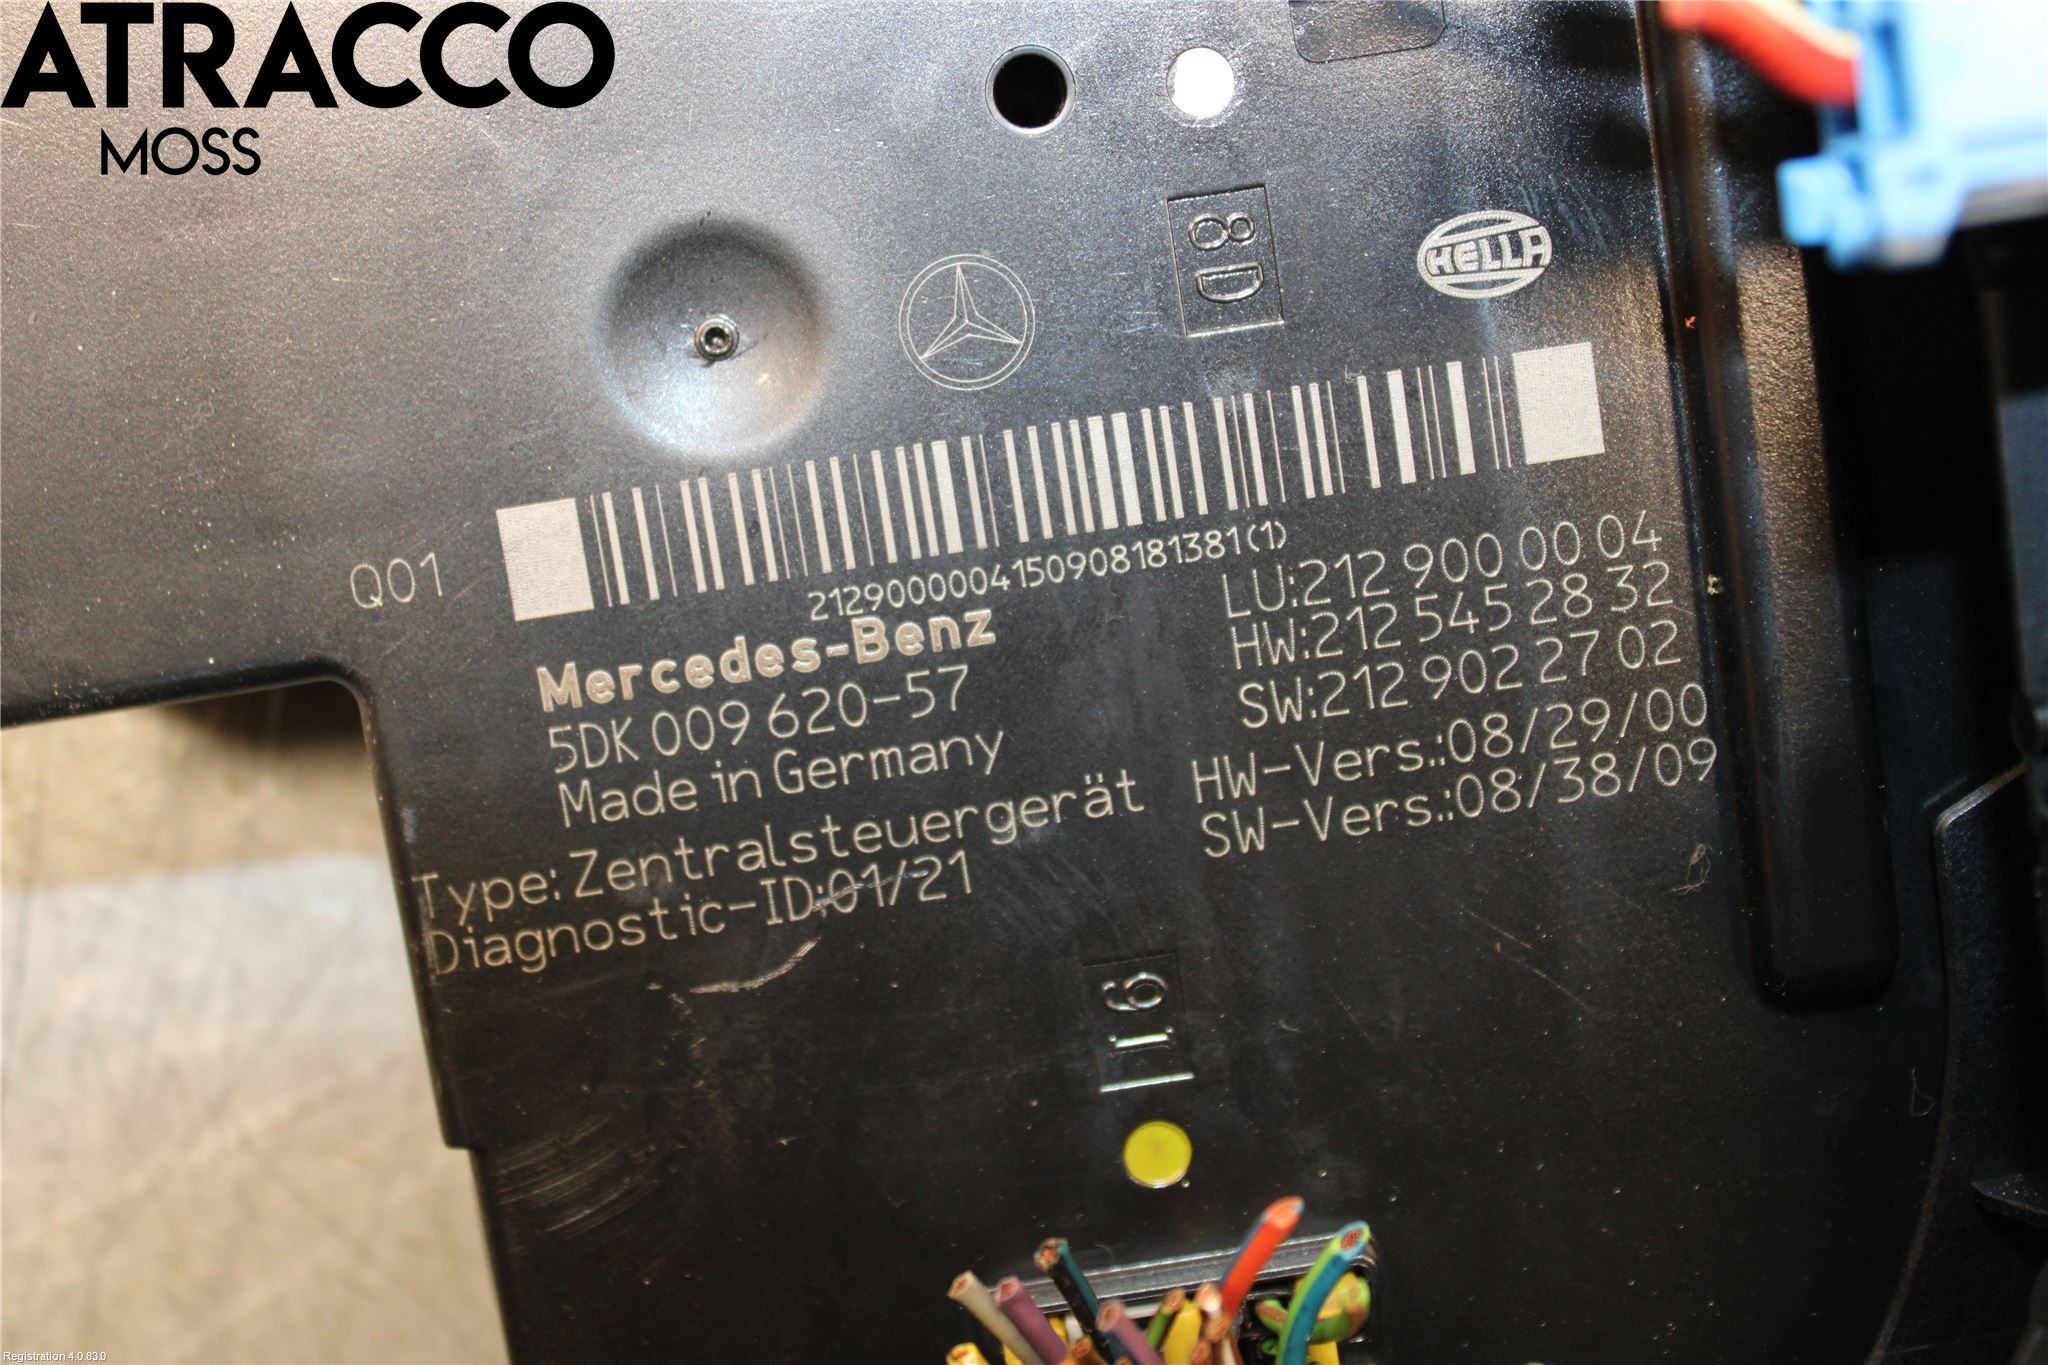 ATRACCO
MOSS
8D
HELLA
Q01
2129000004150908181381(1)
Mercedes-Benz
5DK 009 620-57
Made in Germany
Type: Zentralsteuergerät
Diagnostic-ID:01/21
LU:212 900 00 04
HW:212 545 28 32
SW:212 902 27 02
HW-Vers.:08/29/00
SW-Vers.:08/38/09
Registration 4.0.83.0